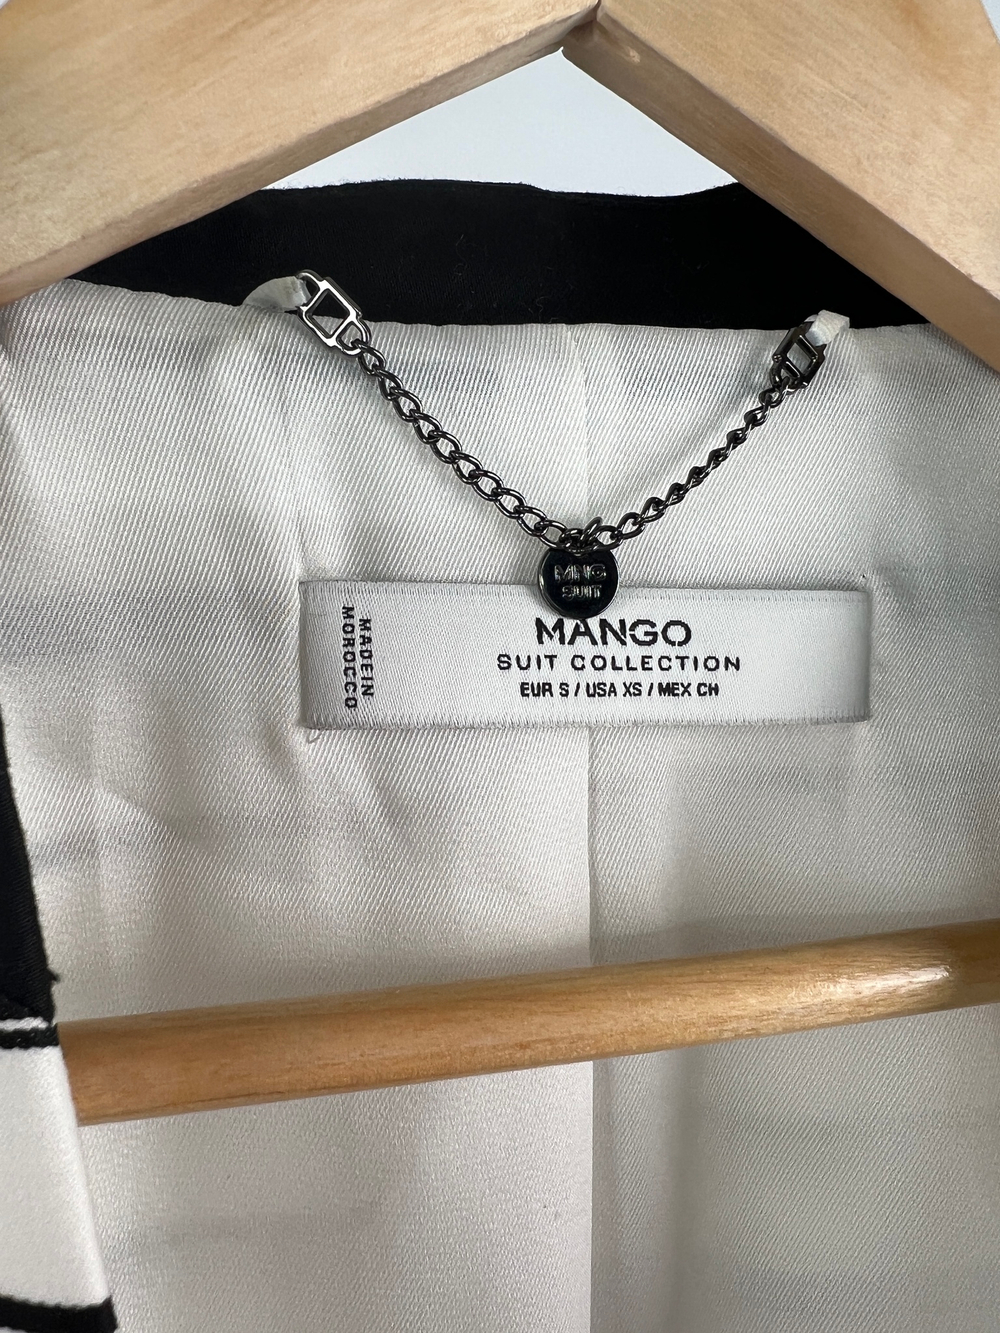 MNG
SUIT
MANGO
SUIT COLLECTION
EUR S / USA XS / MEX CH
MADE IN
MOROCCO